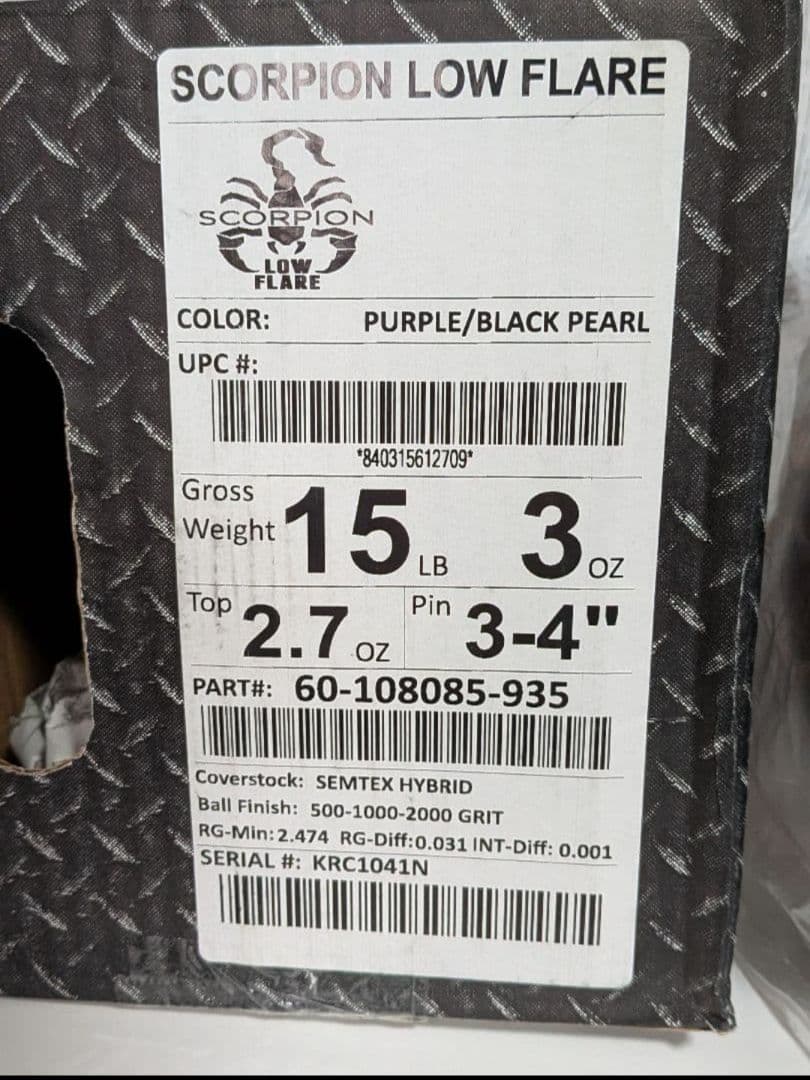 SCORPION LOW FLARE
SCORPION
LOW
FLARE
COLOR: PURPLE/BLACK PEARL
UPC #:
*840315612709*
Gross Weight 15 LB 3 OZ
Top 2.7 OZ Pin 3-4"
PART#: 60-108085-935
Coverstock: SEMTEX HYBRID
Ball Finish: 500-1000-2000 GRIT
RG-Min: 2.474 RG-Diff:0.031 INT-Diff: 0.001
SERIAL #: KRC1041N